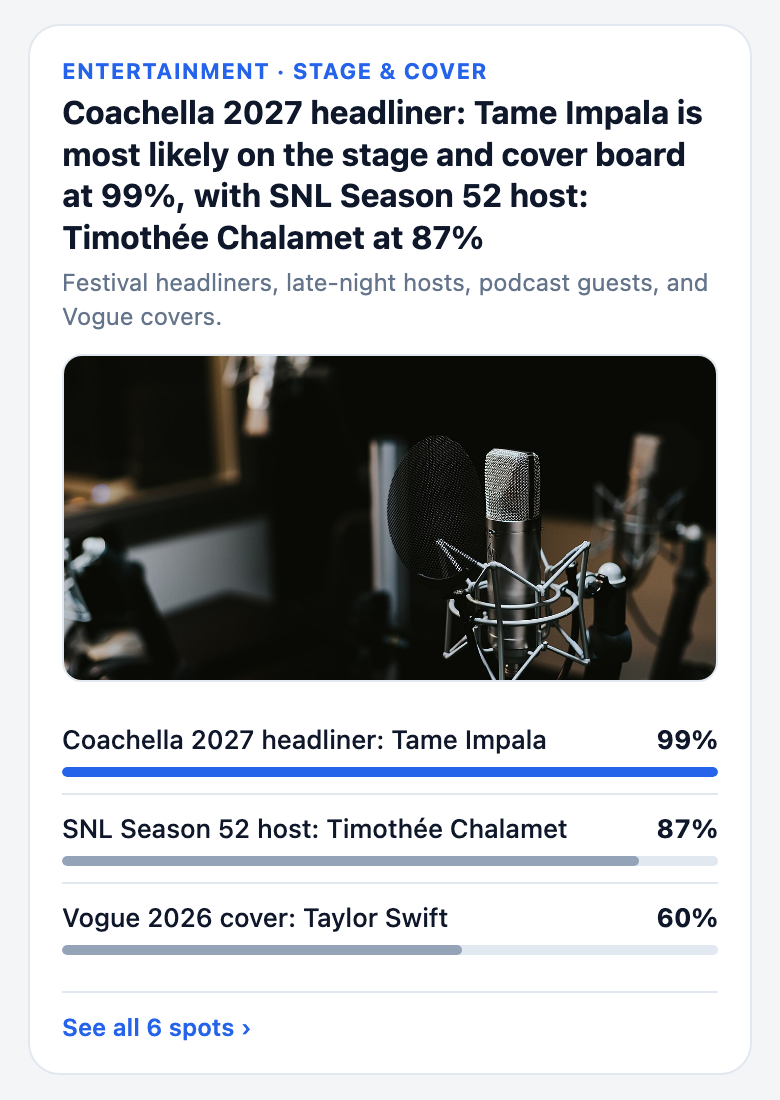 ENTERTAINMENT · STAGE & COVER
Coachella 2027 headliner: Tame Impala is
most likely on the stage and cover board
at 99%, with SNL Season 52 host:
Timothée Chalamet at 87%
Festival headliners, late-night hosts, podcast guests, and
Vogue covers.
Coachella 2027 headliner: Tame Impala 99%
SNL Season 52 host: Timothée Chalamet 87%
Vogue 2026 cover: Taylor Swift 60%
See all 6 spots ›